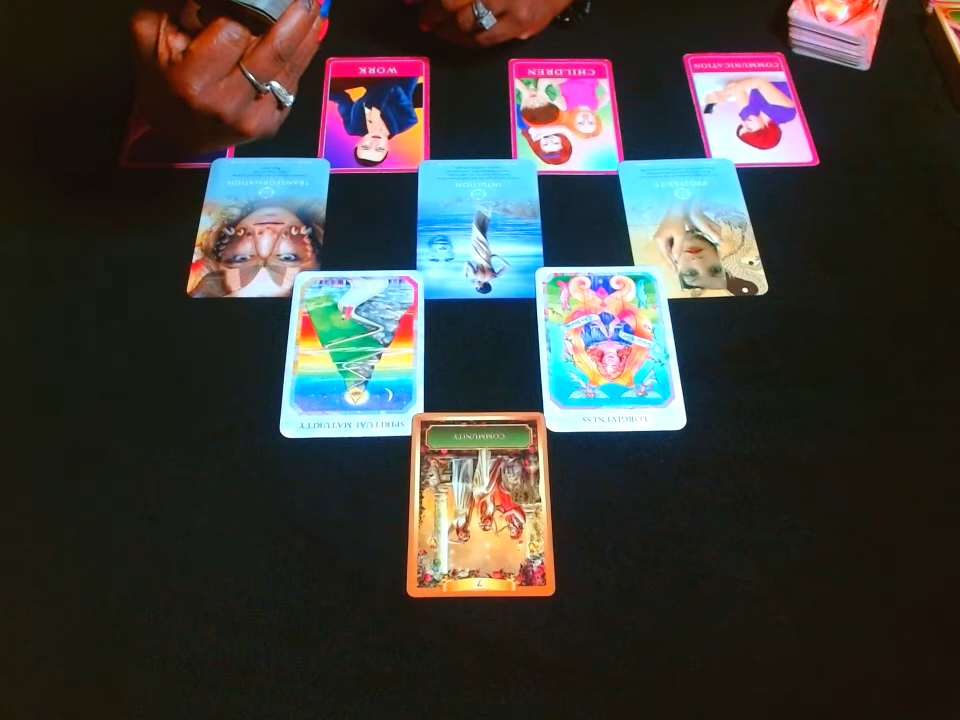 WORK
CHILDREN
COMMUNICATION
TRANSFORMATION
INTUITION
PROSPERITY
SPIRITUAL MATURITY
FORGIVENESS
COMMUNITY
7